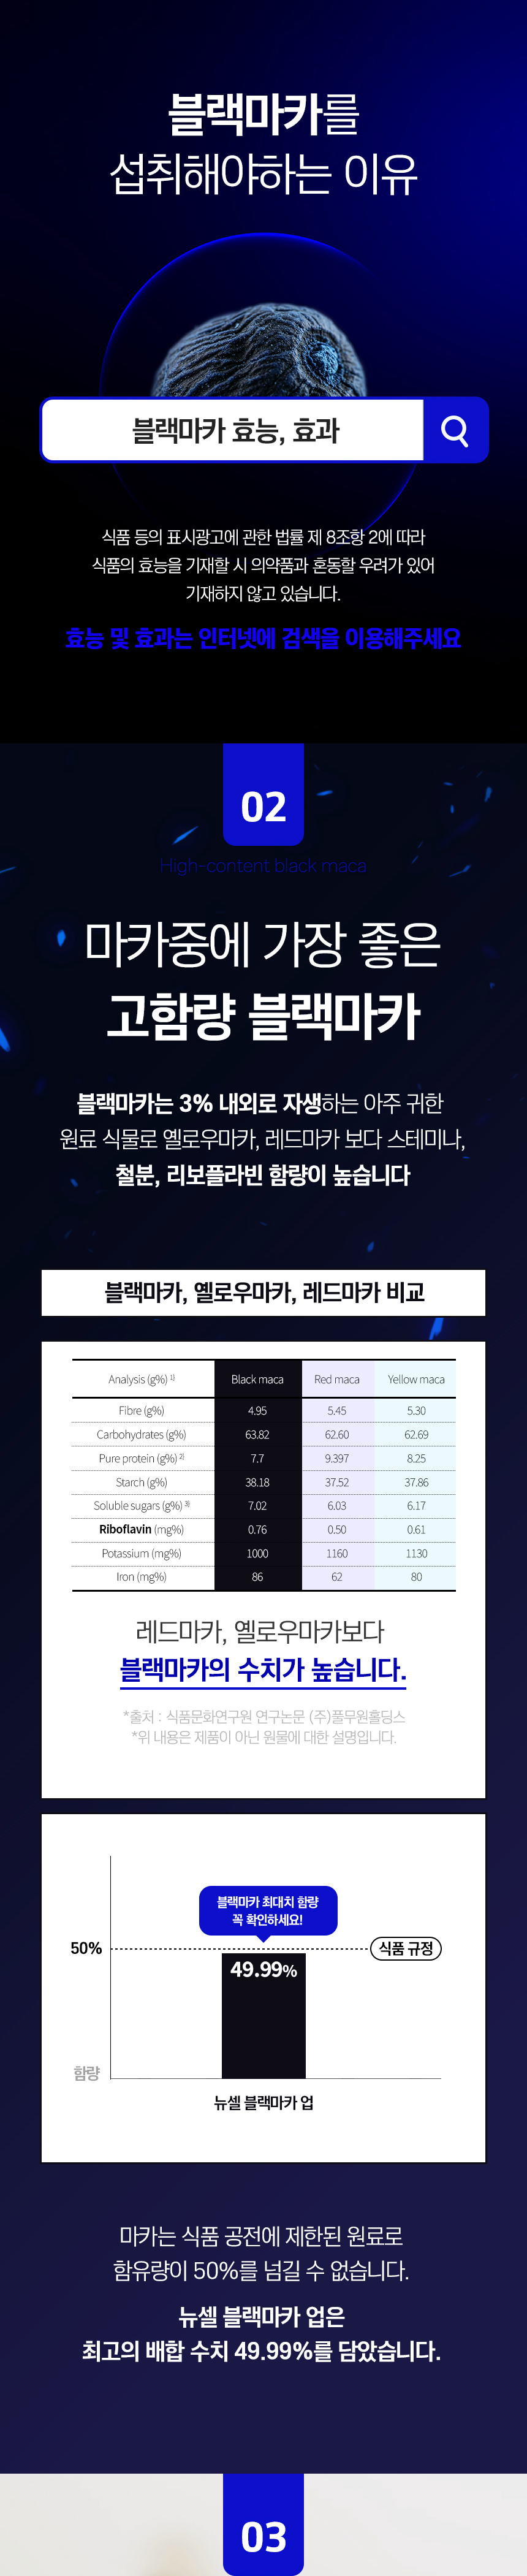 블랙마카를
섭취해야하는 이유
블랙마카 효능, 효과
식품 등의 표시광고에 관한 법률 제 8조항 2에 따라
식품의 효능을 기재할 시 의약품과 혼동할 우려가 있어
기재하지 않고 있습니다.
효능 및 효과는 인터넷에 검색을 이용해주세요
02
High-content black maca
마카중에 가장 좋은
고함량 블랙마카
블랙마카는 3% 내외로 자생하는 아주 귀한
원료 식물로 옐로우마카, 레드마카 보다 스테미나,
철분, 리보플라빈 함량이 높습니다
블랙마카, 옐로우마카, 레드마카 비교
Analysis (g%) 1) Black maca Red maca Yellow maca
Fibre (g%) 4.95 5.45 5.30
Carbohydrates (g%) 63.82 62.60 62.69
Pure protein (g%) 2) 7.7 9.397 8.25
Starch (g%) 38.18 37.52 37.86
Soluble sugars (g%) 3) 7.02 6.03 6.17
Riboflavin (mg%) 0.76 0.50 0.61
Potassium (mg%) 1000 1160 1130
Iron (mg%) 86 62 80
레드마카, 옐로우마카보다
블랙마카의 수치가 높습니다.
*출처 : 식품문화연구원 연구논문 (주)풀무원홀딩스
*위 내용은 제품이 아닌 원물에 대한 설명입니다.
블랙마카 최대치 함량
꼭 확인하세요!
50% 식품 규정
49.99%
함량
뉴셀 블랙마카 업
마카는 식품 공전에 제한된 원료로
함유량이 50%를 넘길 수 없습니다.
뉴셀 블랙마카 업은
최고의 배합 수치 49.99%를 담았습니다.
03